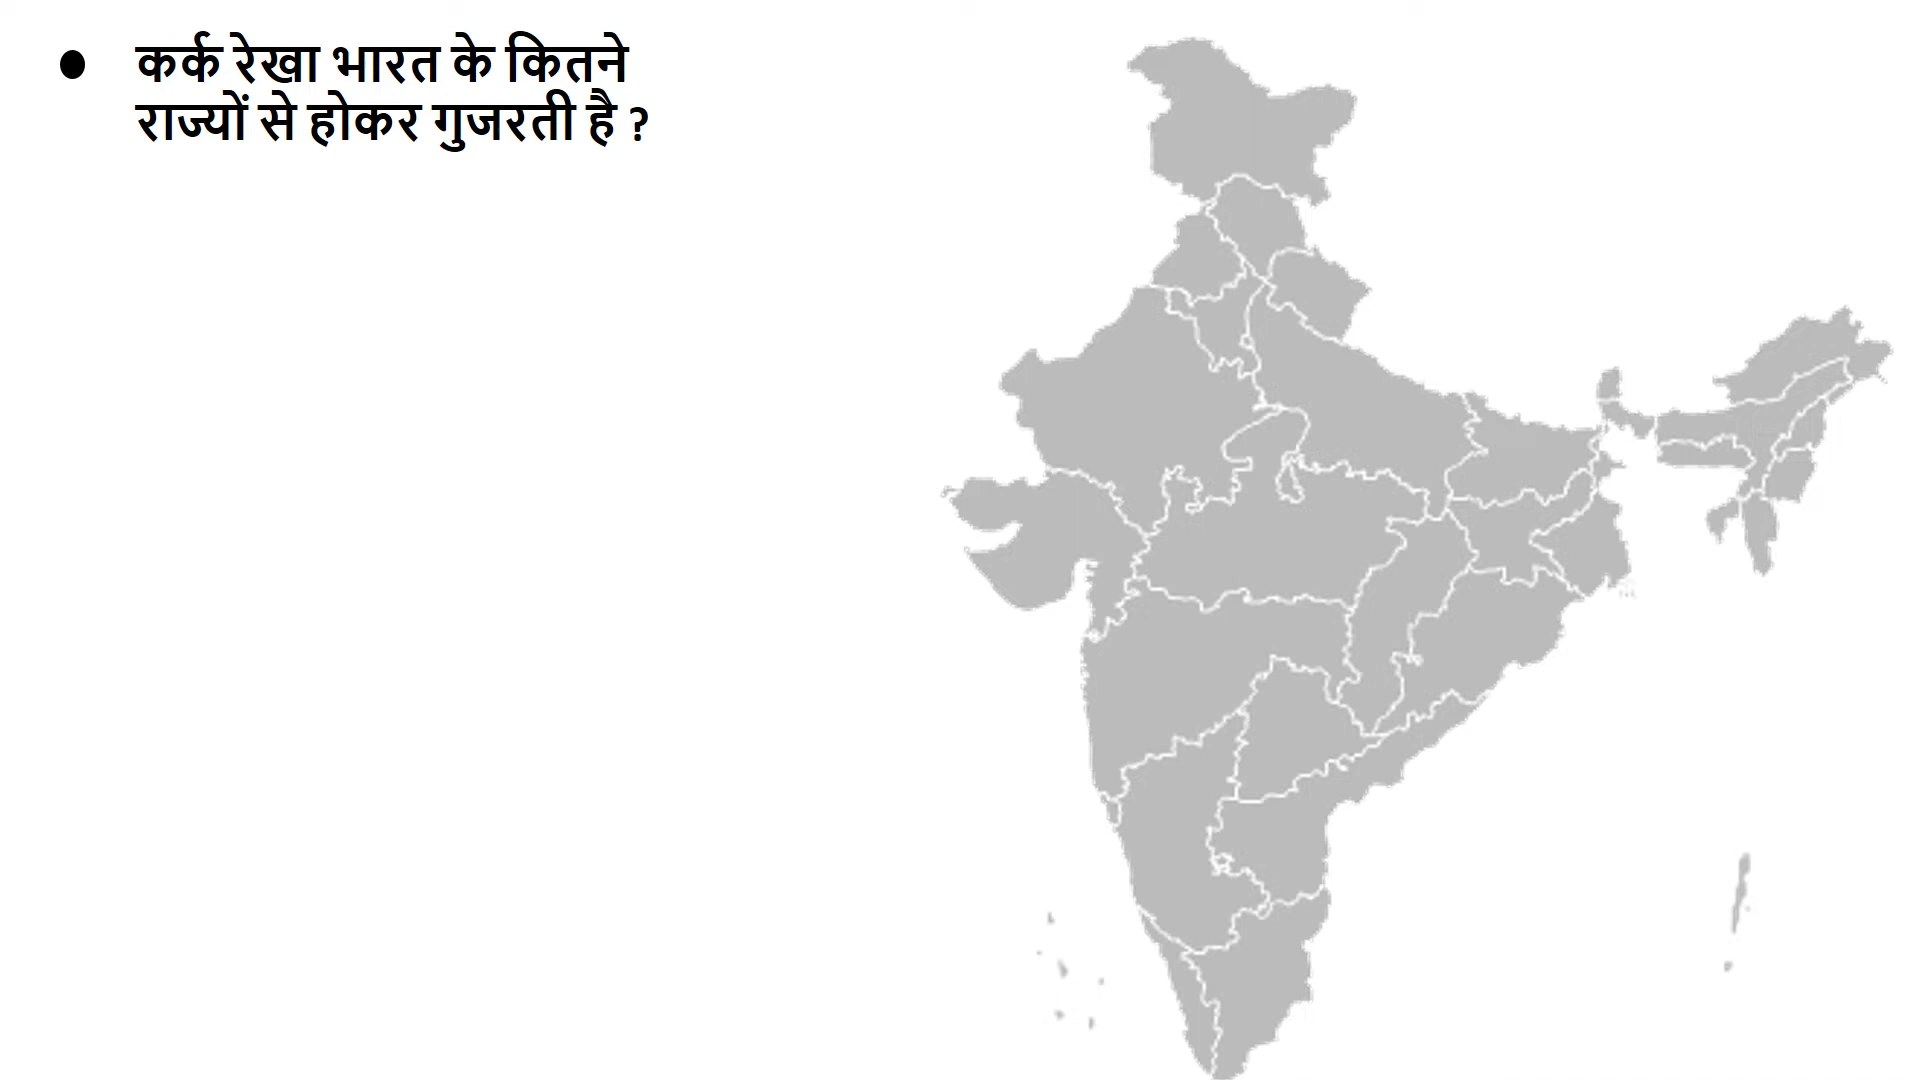 ● कर्क रेखा भारत के कितने
राज्यों से होकर गुजरती है ?